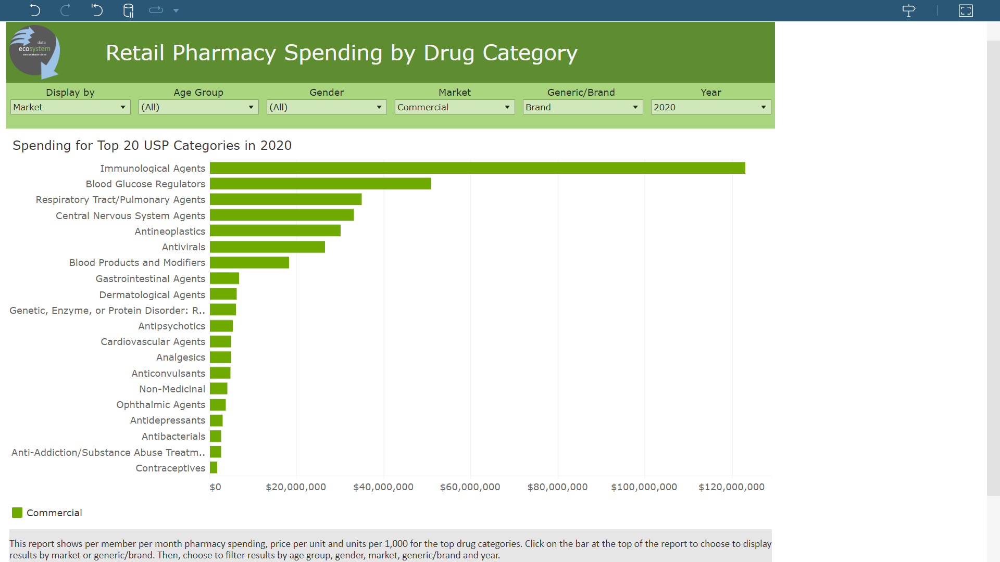 data
ecosystem
state of rhode island
Retail Pharmacy Spending by Drug Category
Display by
Age Group
Gender
Market
Generic/Brand
Year
Market
(All)
(All)
Commercial
Brand
2020
Spending for Top 20 USP Categories in 2020
Immunological Agents
Blood Glucose Regulators
Respiratory Tract/Pulmonary Agents
Central Nervous System Agents
Antineoplastics
Antivirals
Blood Products and Modifiers
Gastrointestinal Agents
Dermatological Agents
Genetic, Enzyme, or Protein Disorder: R..
Antipsychotics
Cardiovascular Agents
Analgesics
Anticonvulsants
Non-Medicinal
Ophthalmic Agents
Antidepressants
Antibacterials
Anti-Addiction/Substance Abuse Treatm..
Contraceptives
$0
$20,000,000
$40,000,000
$60,000,000
$80,000,000
$100,000,000
$120,000,000
Commercial
This report shows per member per month pharmacy spending, price per unit and units per 1,000 for the top drug categories. Click on the bar at the top of the report to choose to display
results by market or generic/brand. Then, choose to filter results by age group, gender, market, generic/brand and year.